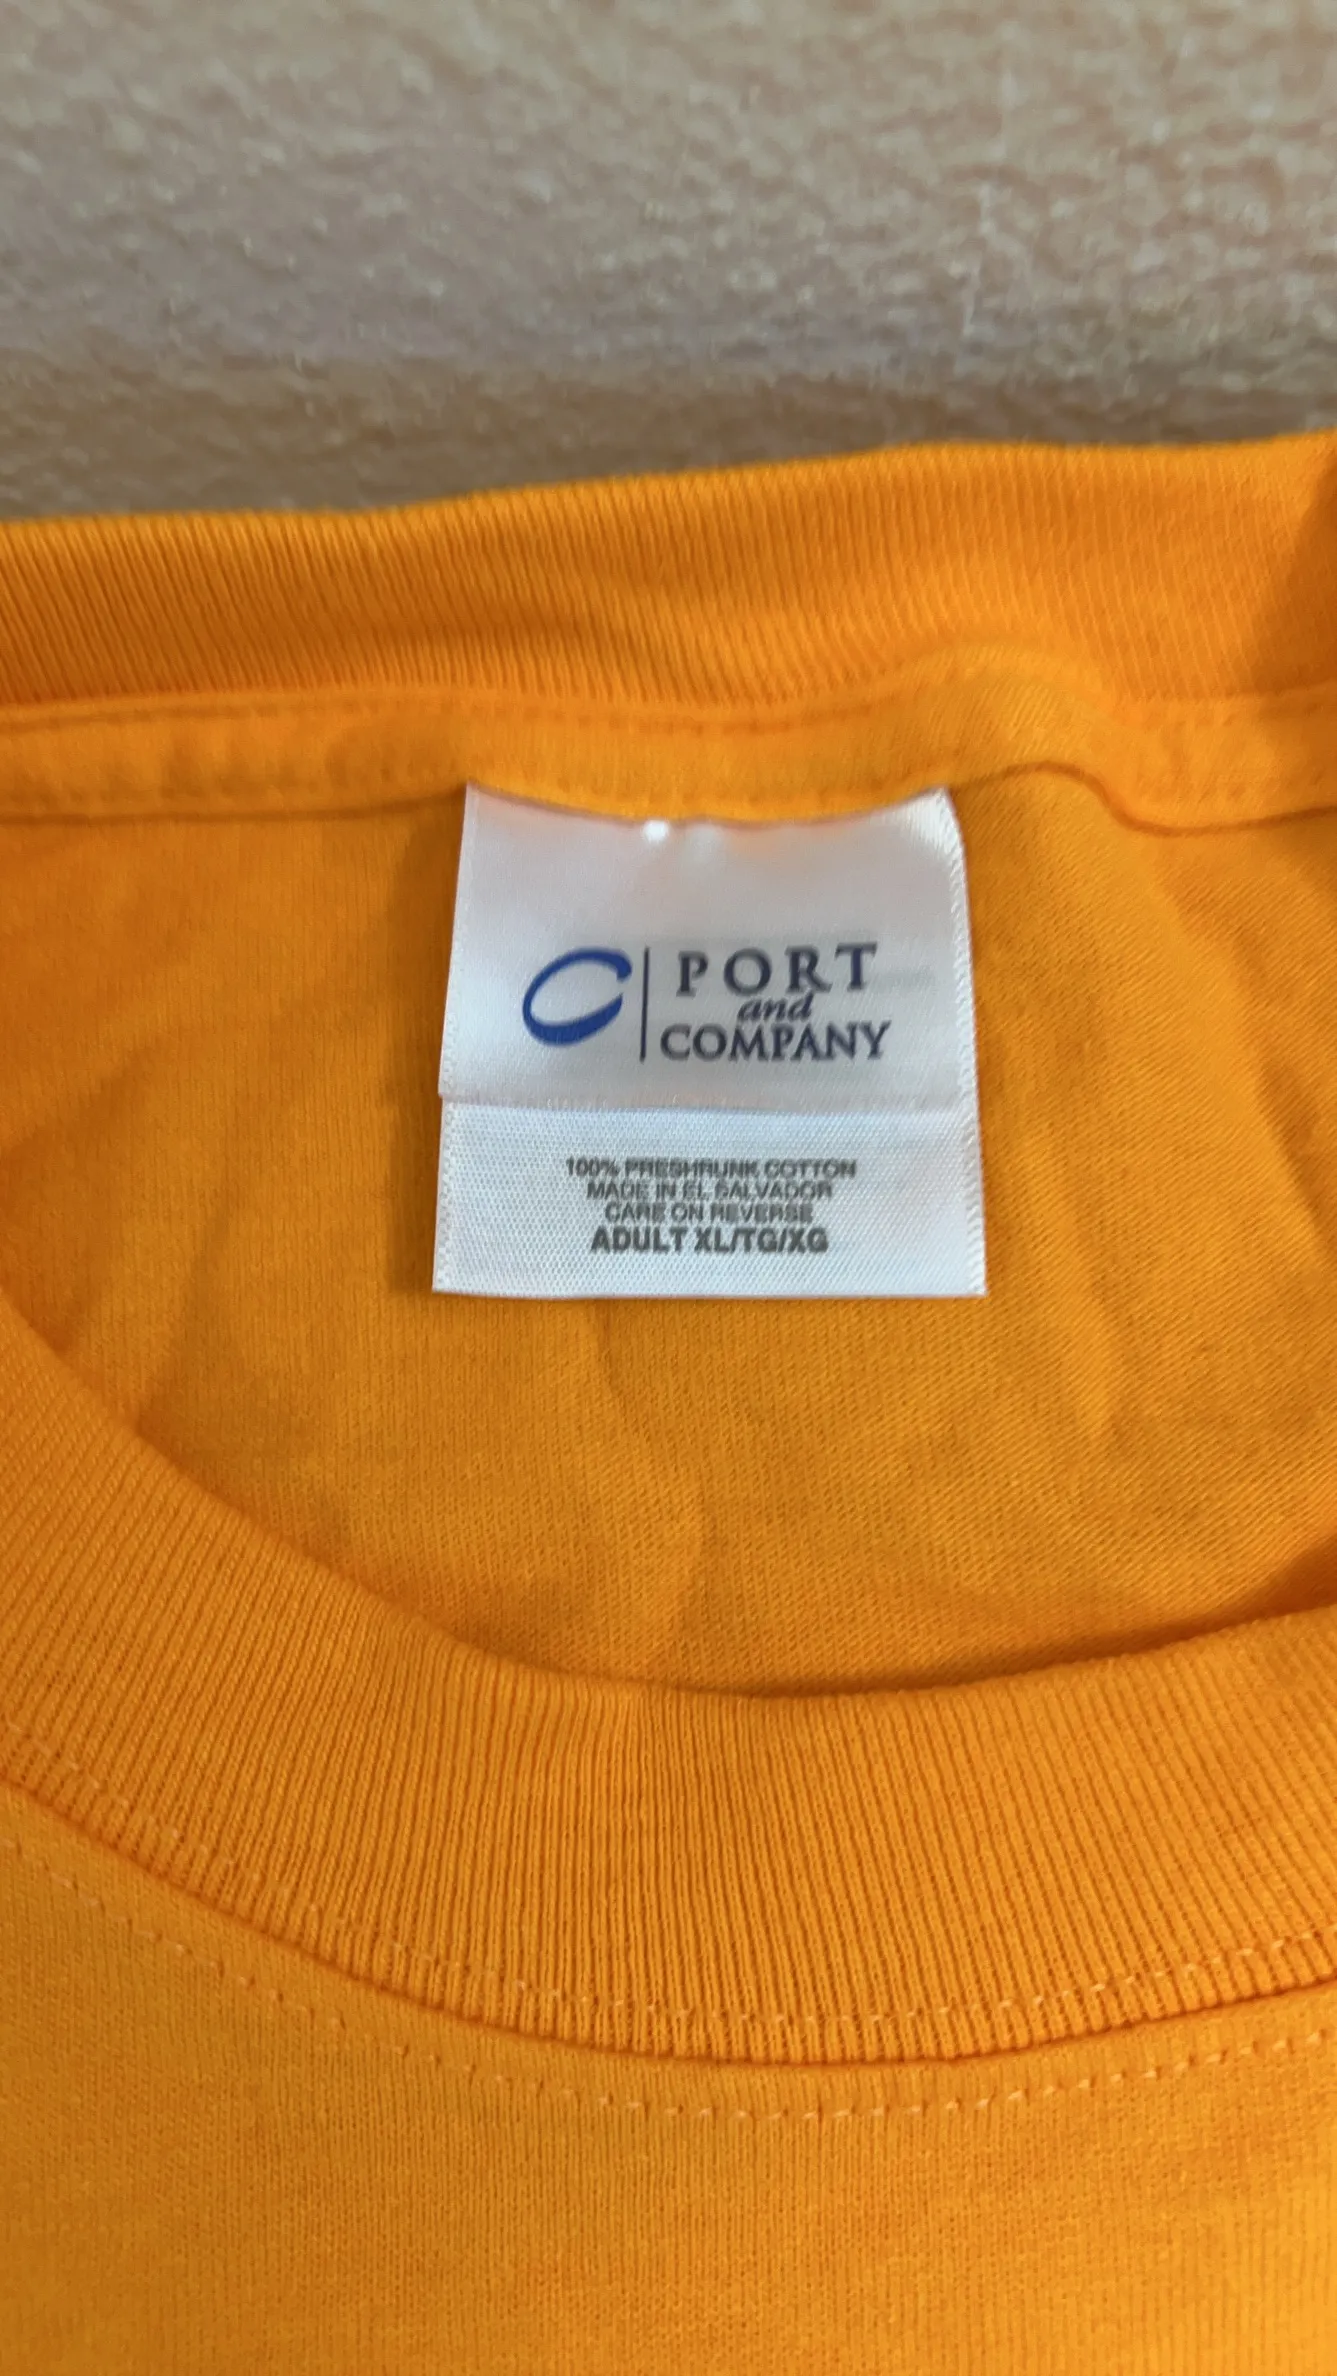 PORT
and
COMPANY
100% PRESHRUNK COTTON
MADE IN EL SALVADOR
CARE ON REVERSE
ADULT XL/TG/XG